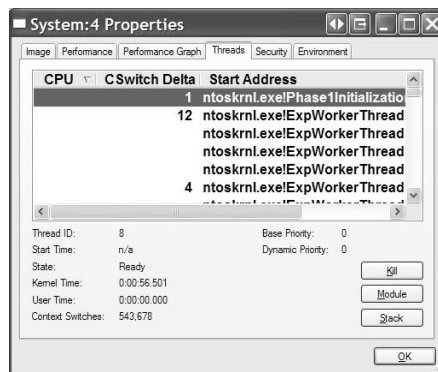 System:4 Properties
Image Performance Performance Graph Threads Security Environment
CPU CSwitch Delta Start Address
1 ntoskrnl.exe!Phase1Initializatio
12 ntoskrnl.exe!ExpWorkerThread
ntoskrnl.exe!ExpWorkerThread
ntoskrnl.exe!ExpWorkerThread
ntoskrnl.exe!ExpWorkerThread
4 ntoskrnl.exe!ExpWorkerThread
Thread ID: 8 Base Priority: 0
Start Time: n/a Dynamic Priority: 0
State: Ready
Kill
Kernel Time: 0:00:56.501
User Time: 0:00:00.000
Module
Context Switches: 543,678
Stack
OK